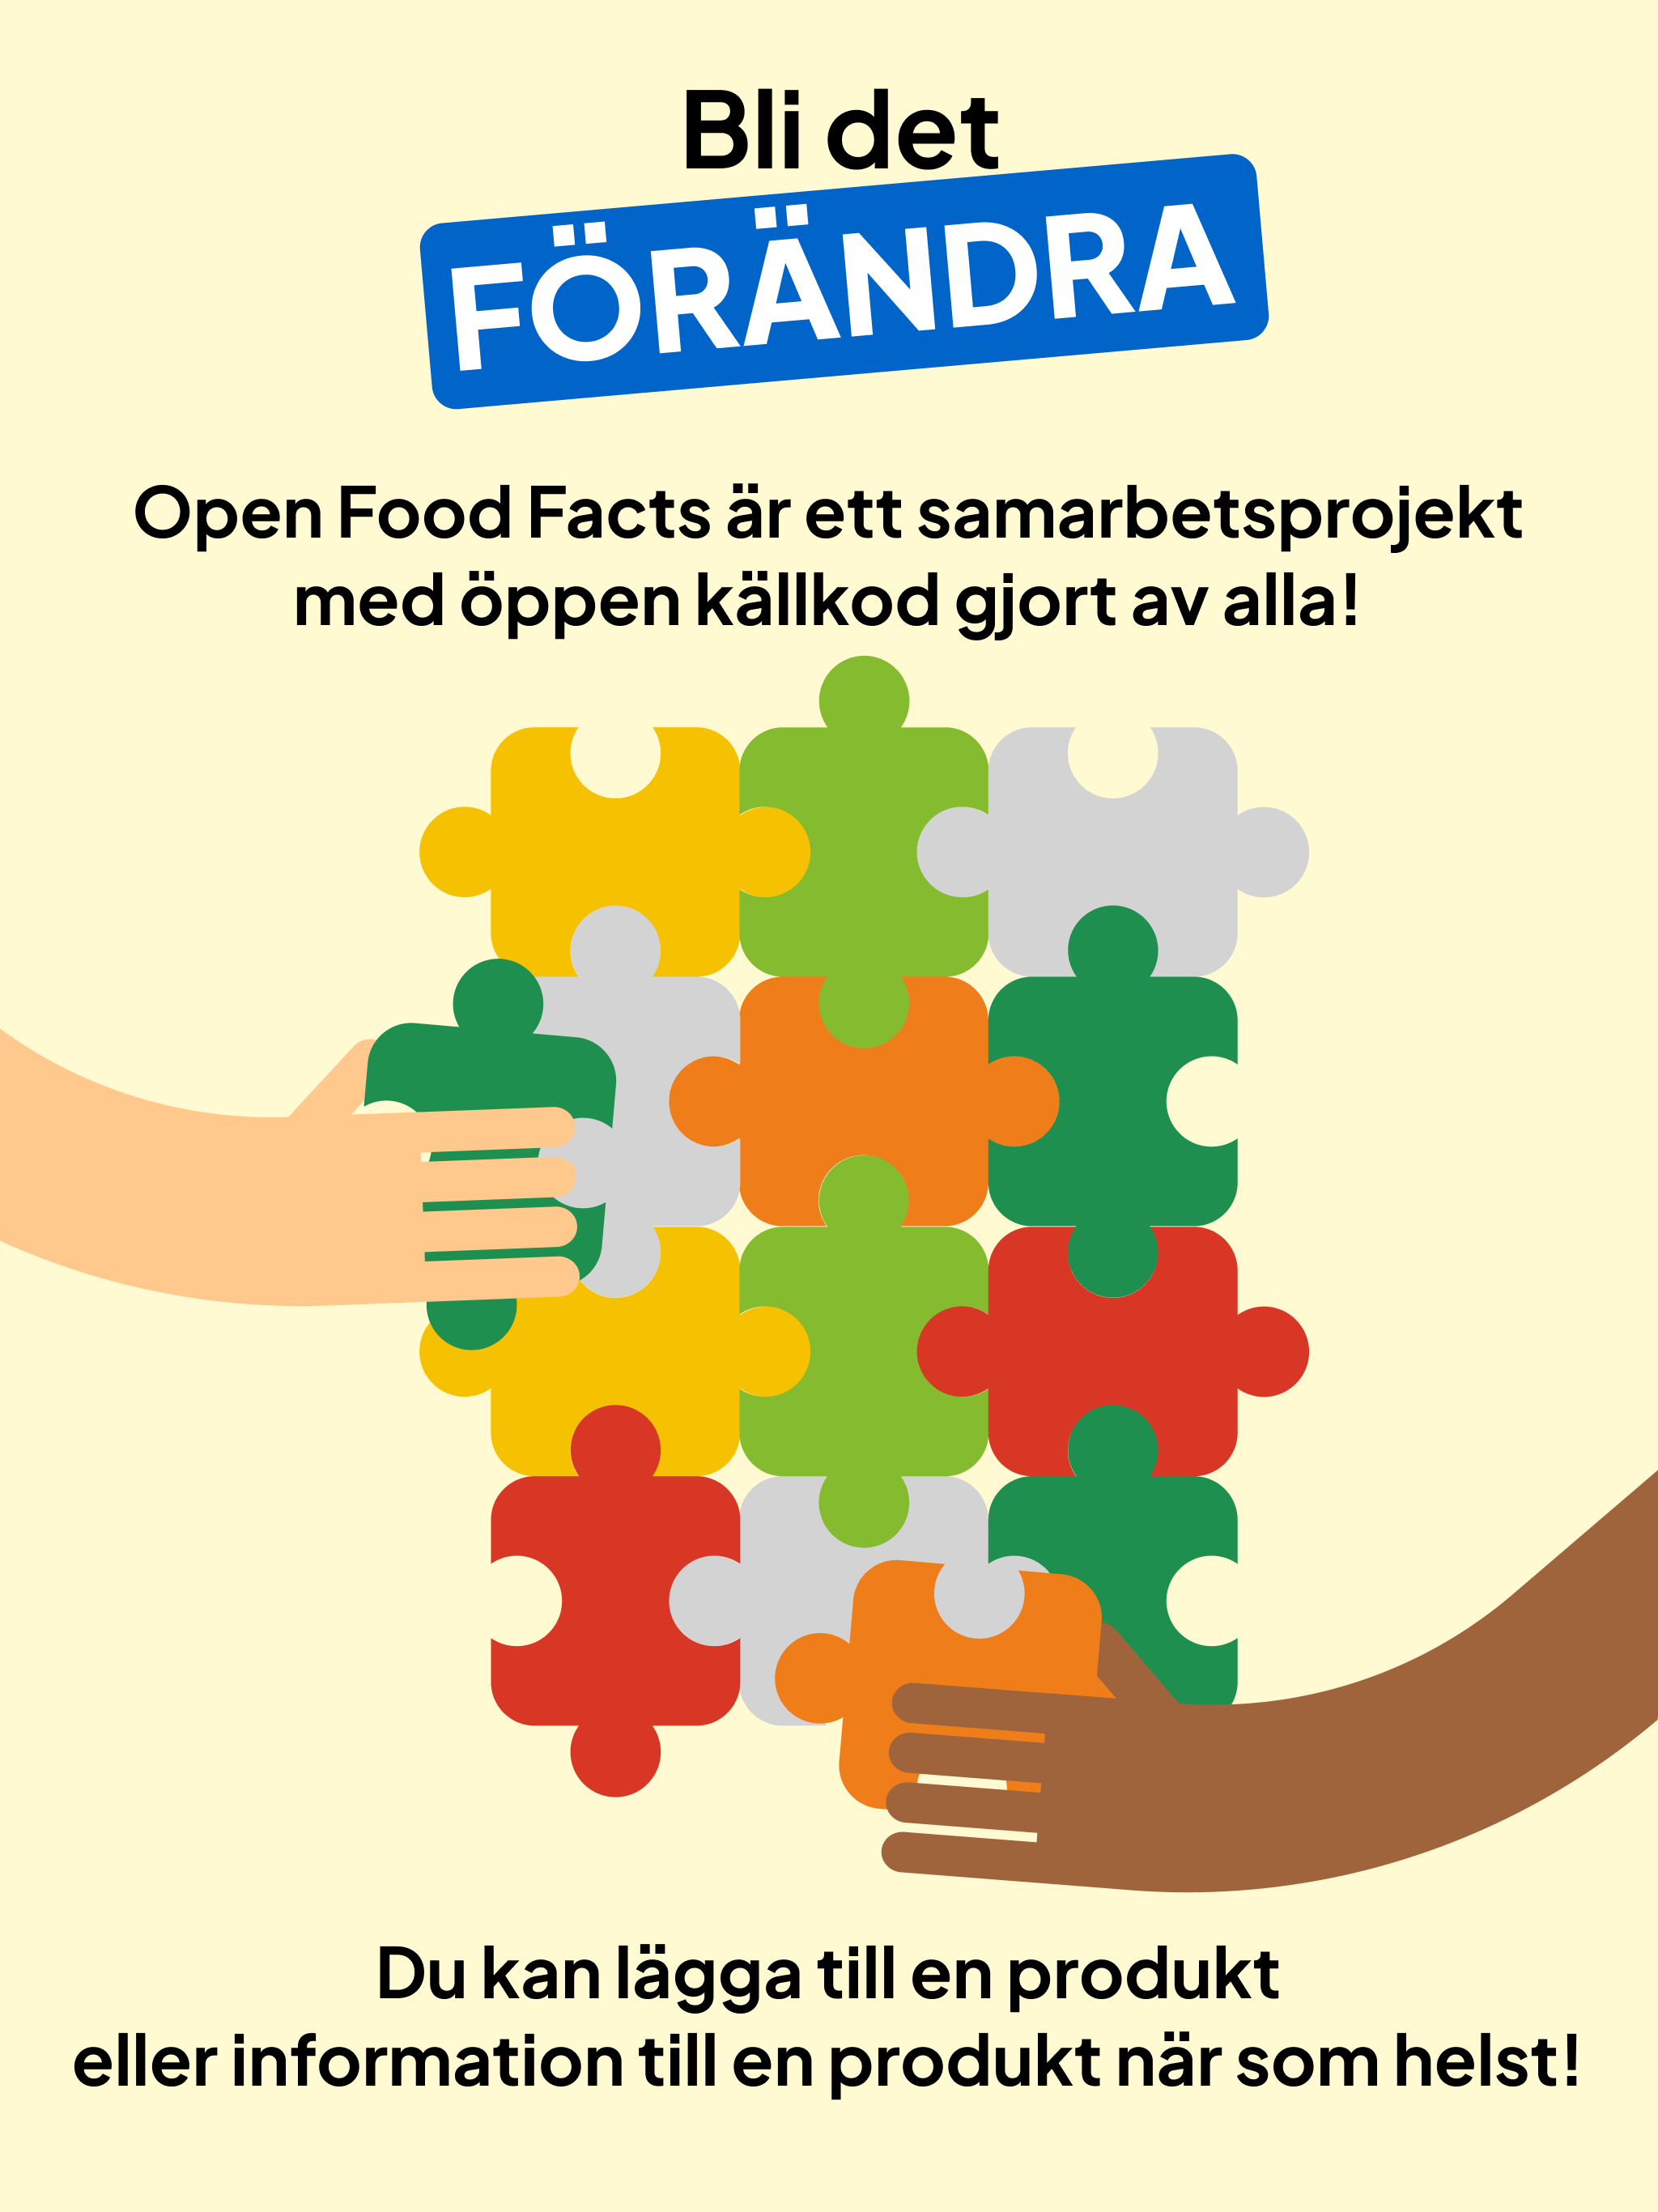 Bli det
FÖRÄNDRA
Open Food Facts är ett samarbetsprojekt
med öppen källkod gjort av alla!
Du kan lägga till en produkt
eller information till en produkt när som helst!